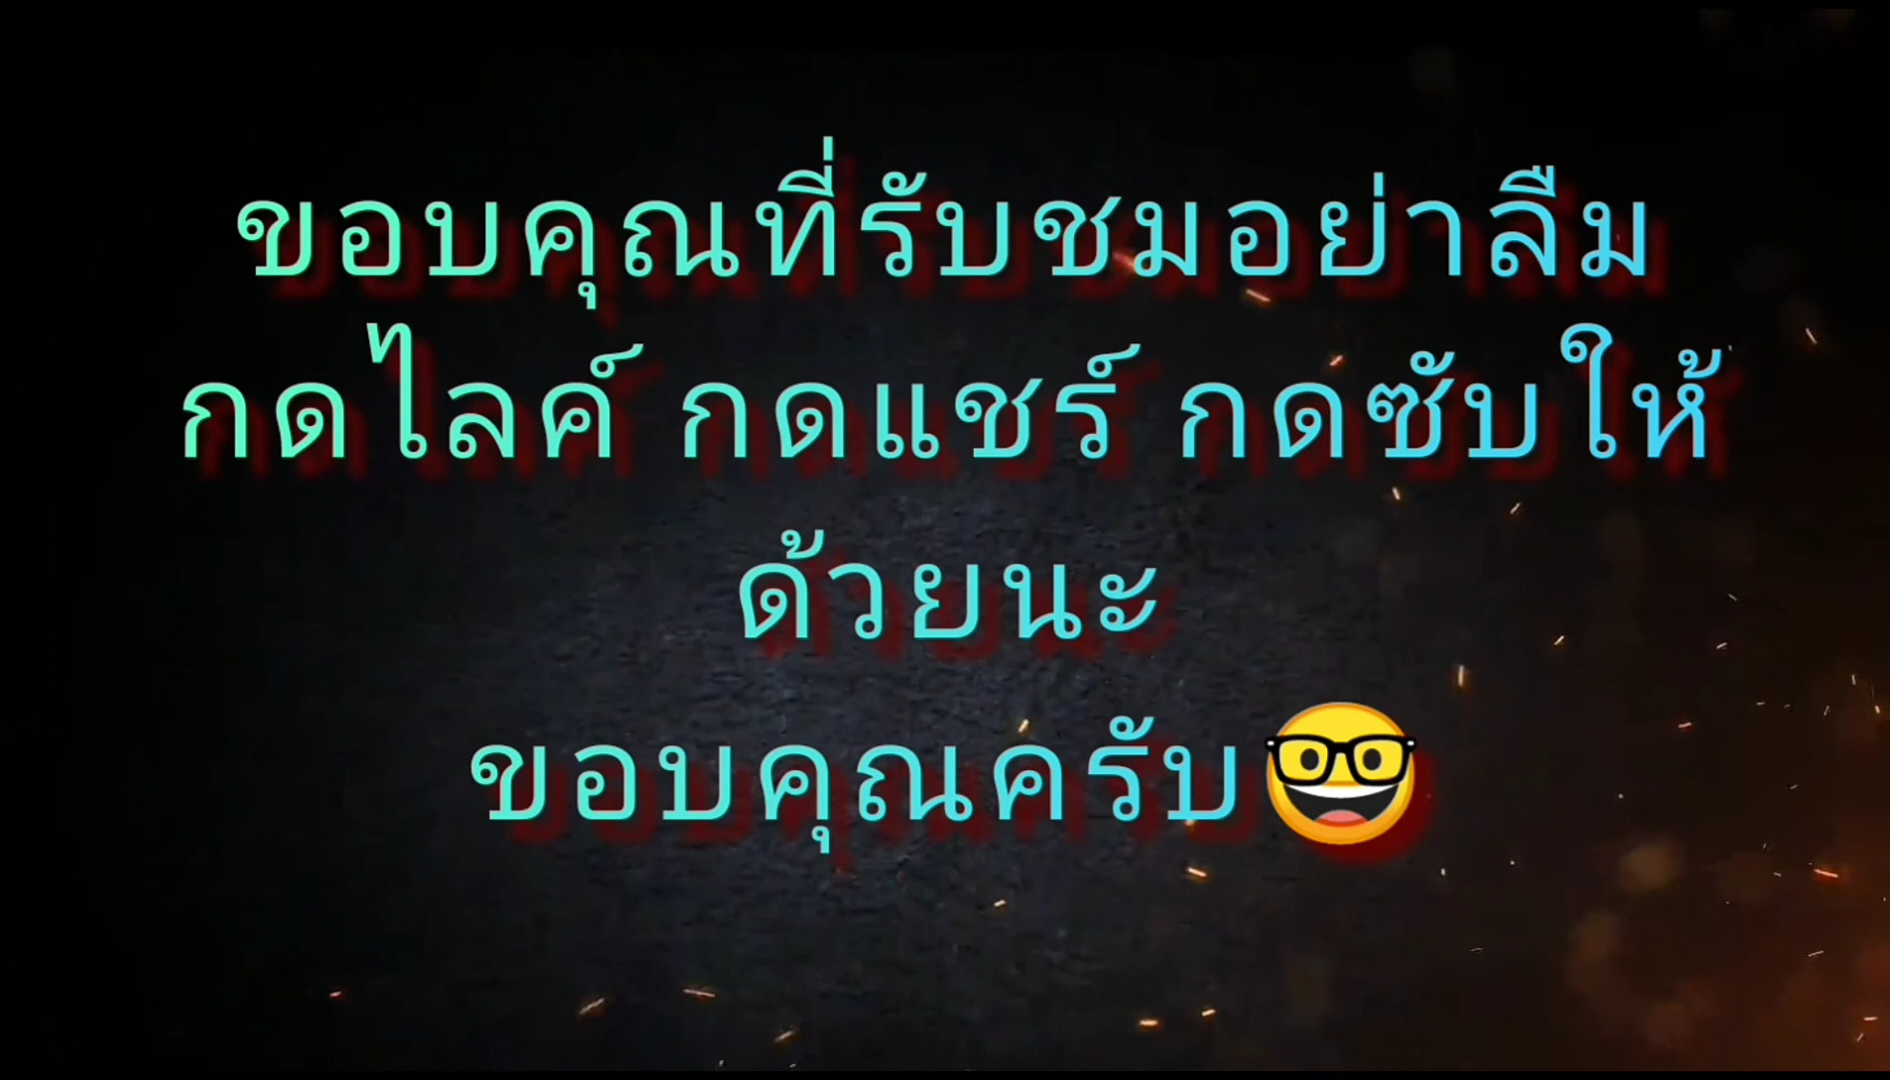 ขอบคุณที่รับชมอย่าลืม
กดไลค์ กดแชร์ กดซับให้
ด้วยนะ
ขอบคุณครับ🤓